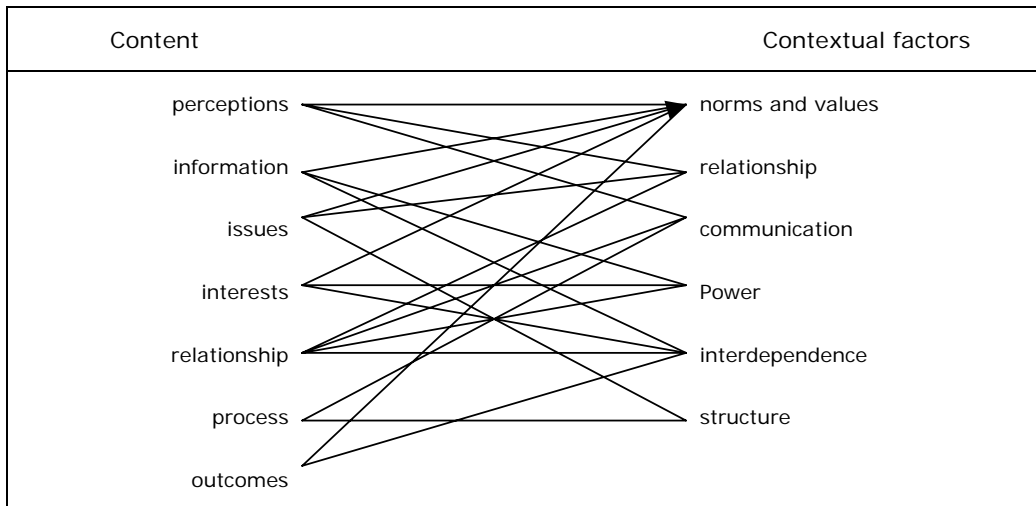 Content Contextual factors
perceptions norms and values
information relationship
issues communication
interests Power
relationship interdependence
process structure
outcomes